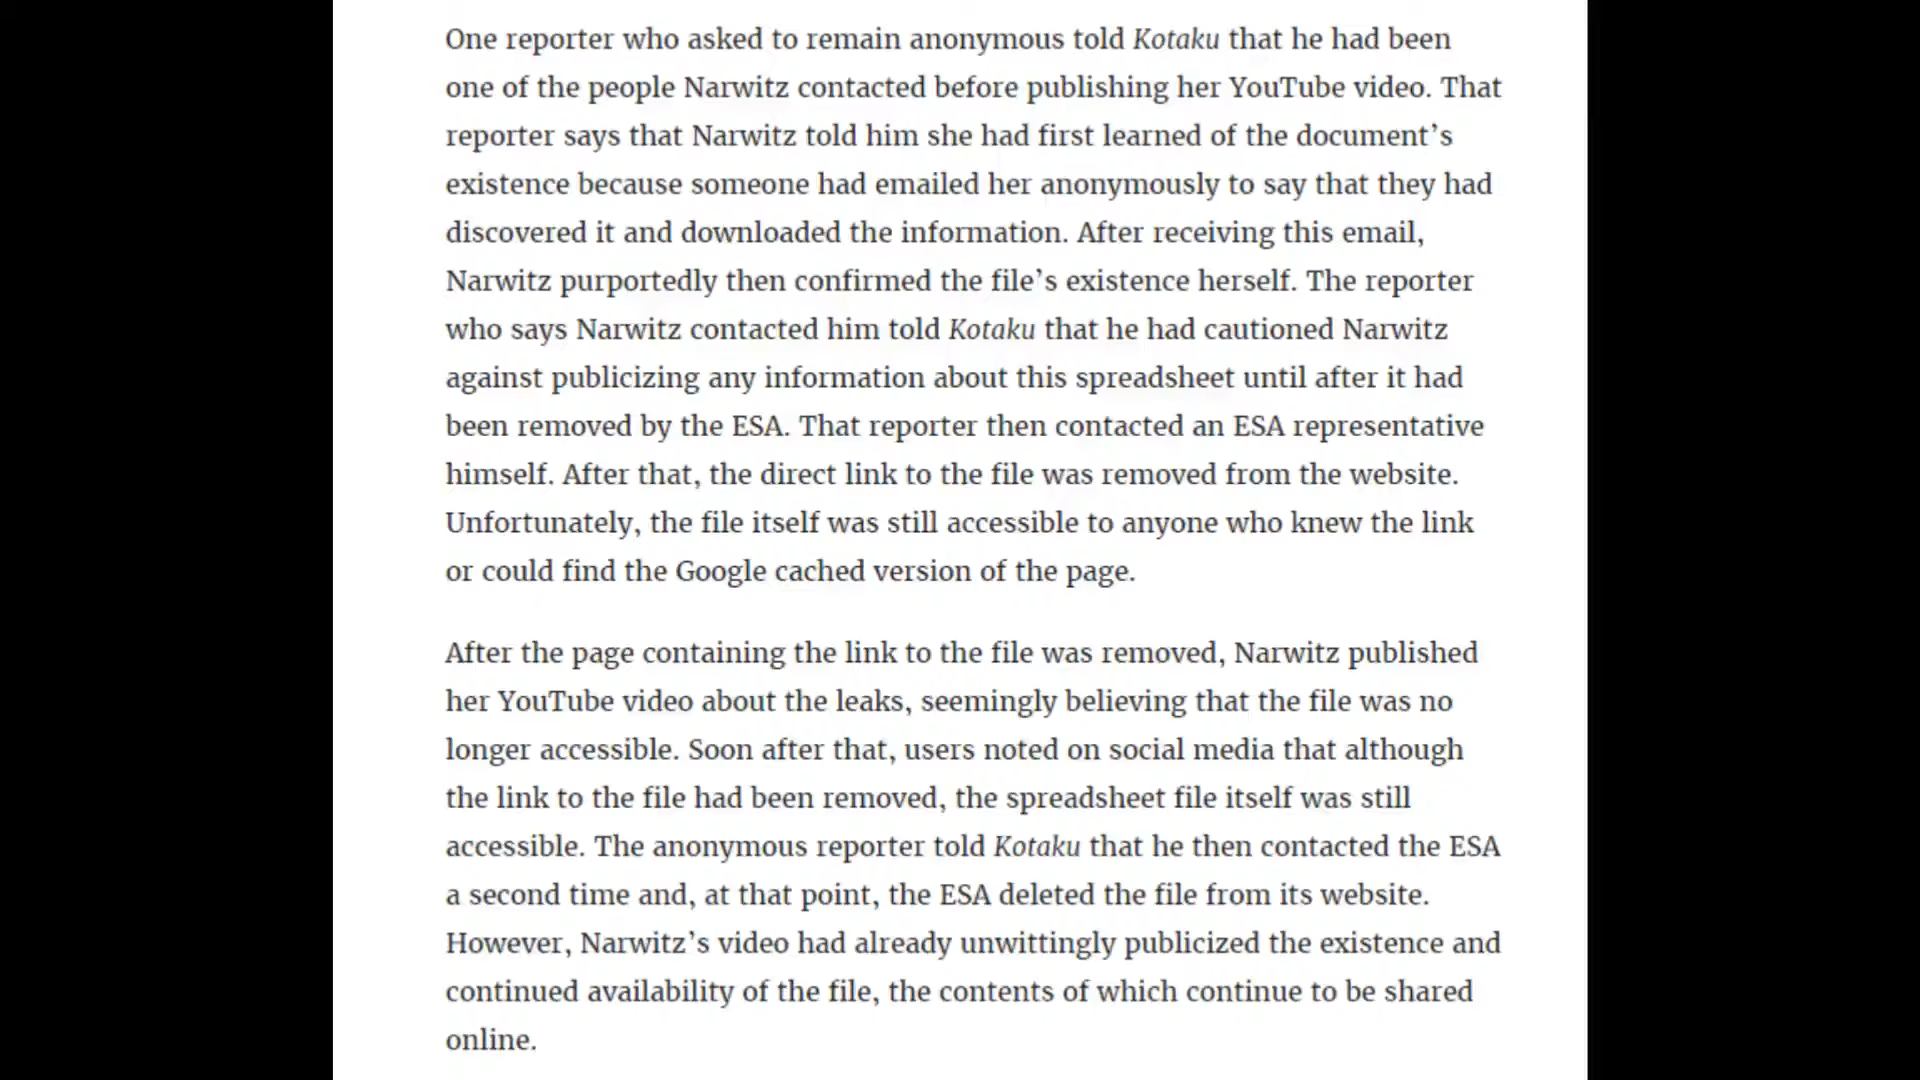 One reporter who asked to remain anonymous told Kotaku that he had been
one of the people Narwitz contacted before publishing her YouTube video. That
reporter says that Narwitz told him she had first learned of the document’s
existence because someone had emailed her anonymously to say that they had
discovered it and downloaded the information. After receiving this email,
Narwitz purportedly then confirmed the file’s existence herself. The reporter
who says Narwitz contacted him told Kotaku that he had cautioned Narwitz
against publicizing any information about this spreadsheet until after it had
been removed by the ESA. That reporter then contacted an ESA representative
himself. After that, the direct link to the file was removed from the website.
Unfortunately, the file itself was still accessible to anyone who knew the link
or could find the Google cached version of the page.
After the page containing the link to the file was removed, Narwitz published
her YouTube video about the leaks, seemingly believing that the file was no
longer accessible. Soon after that, users noted on social media that although
the link to the file had been removed, the spreadsheet file itself was still
accessible. The anonymous reporter told Kotaku that he then contacted the ESA
a second time and, at that point, the ESA deleted the file from its website.
However, Narwitz’s video had already unwittingly publicized the existence and
continued availability of the file, the contents of which continue to be shared
online.